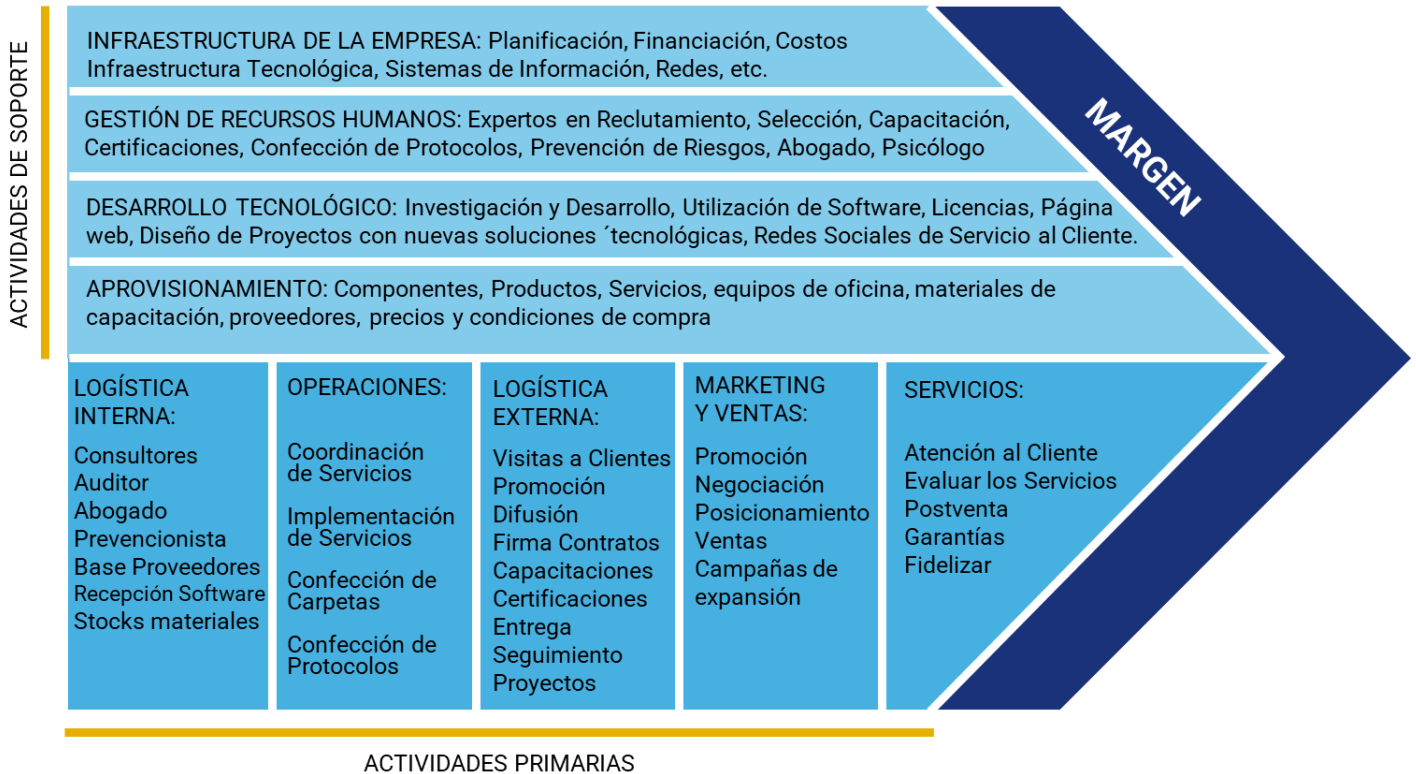 ACTIVIDADES DE SOPORTE
INFRAESTRUCTURA DE LA EMPRESA: Planificación, Financiación, Costos
Infraestructura Tecnológica, Sistemas de Información, Redes, etc.
GESTIÓN DE RECURSOS HUMANOS: Expertos en Reclutamiento, Selección, Capacitación,
Certificaciones, Confección de Protocolos, Prevención de Riesgos, Abogado, Psicólogo
DESARROLLO TECNOLÓGICO: Investigación y Desarrollo, Utilización de Software, Licencias, Página
web, Diseño de Proyectos con nuevas soluciones ´tecnológicas, Redes Sociales de Servicio al Cliente.
APROVISIONAMIENTO: Componentes, Productos, Servicios, equipos de oficina, materiales de
capacitación, proveedores, precios y condiciones de compra
MARGEN
LOGÍSTICA
INTERNA:
Consultores
Auditor
Abogado
Prevencionista
Base Proveedores
Recepción Software
Stocks materiales
OPERACIONES:
Coordinación
de Servicios
Implementación
de Servicios
Confección de
Carpetas
Confección de
Protocolos
LOGÍSTICA
EXTERNA:
Visitas a Clientes
Promoción
Difusión
Firma Contratos
Capacitaciones
Certificaciones
Entrega
Seguimiento
Proyectos
MARKETING
Y VENTAS:
Promoción
Negociación
Posicionamiento
Ventas
Campañas de
expansión
SERVICIOS:
Atención al Cliente
Evaluar los Servicios
Postventa
Garantías
Fidelizar
ACTIVIDADES PRIMARIAS